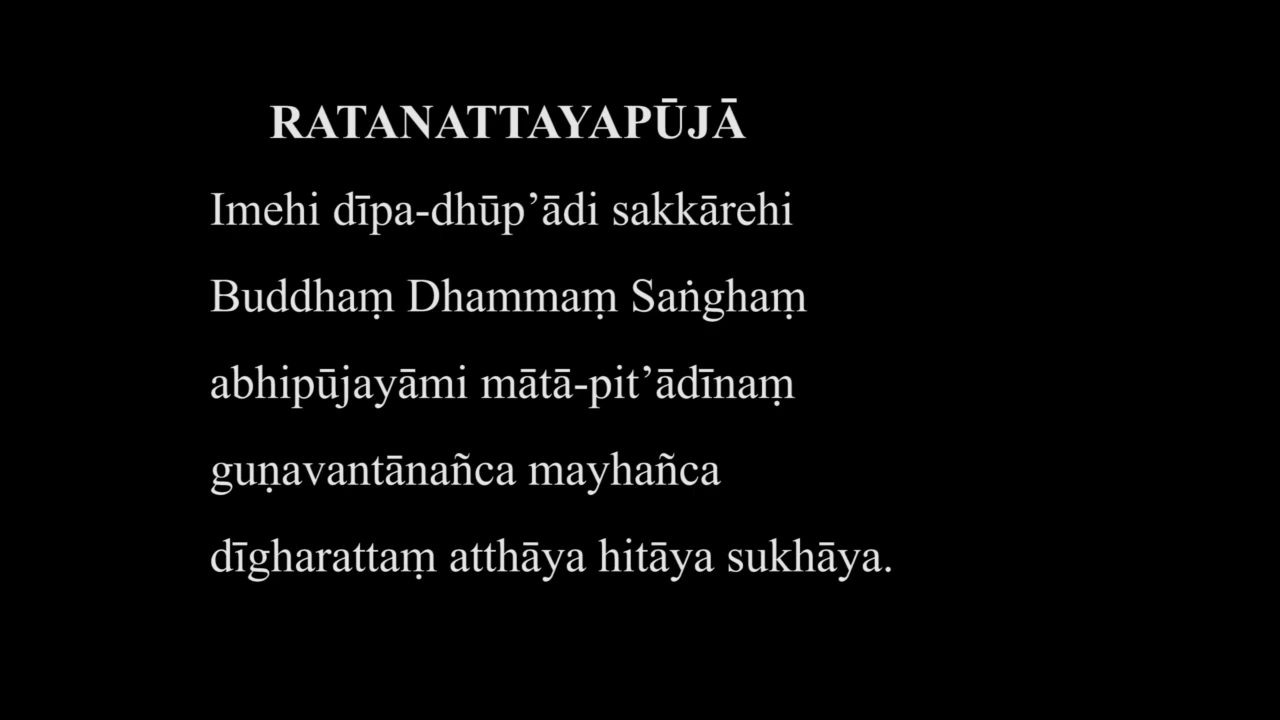 RATANATTAYAPŪJĀ
Imehi dīpa-dhūp’ādi sakkārehi
Buddhaṃ Dhammaṃ Saṅghaṃ
abhipūjayāmi mātā-pit’ādīnaṃ
guṇavantānañca mayhañca
dīgharattaṃ atthāya hitāya sukhāya.